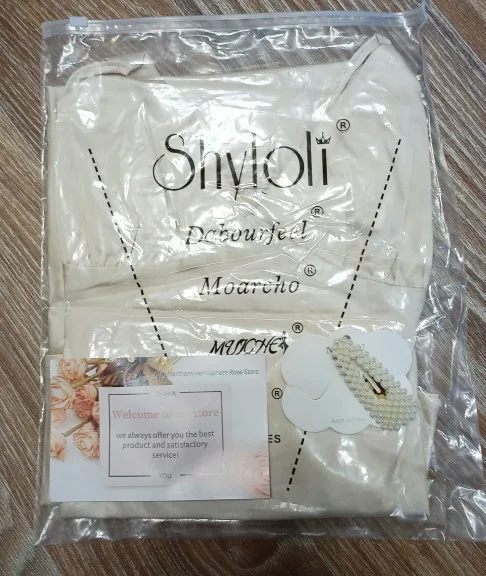 Shyloli ®
Dabourfeel ®
Moarcho ®
®
®
ES
Northern Hemisphere Rose Store
THANK
Welcome to my store
we always offer you the best
product and satisfactory
service!
YOU